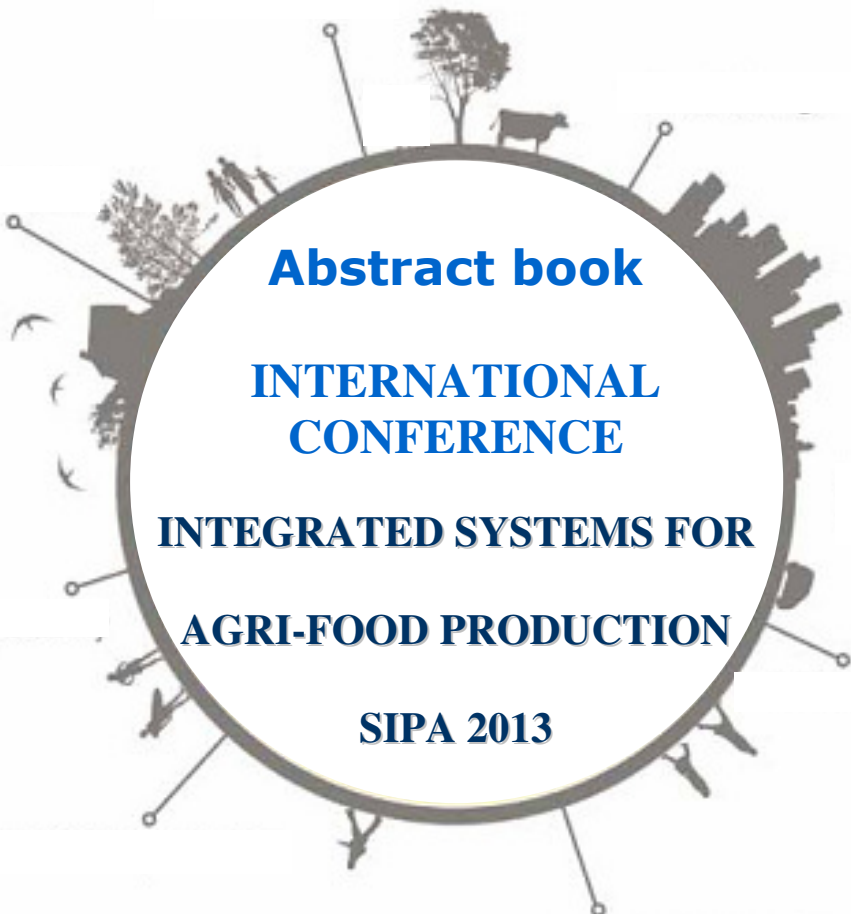 Abstract book
INTERNATIONAL
CONFERENCE
INTEGRATED SYSTEMS FOR
AGRI-FOOD PRODUCTION
SIPA 2013